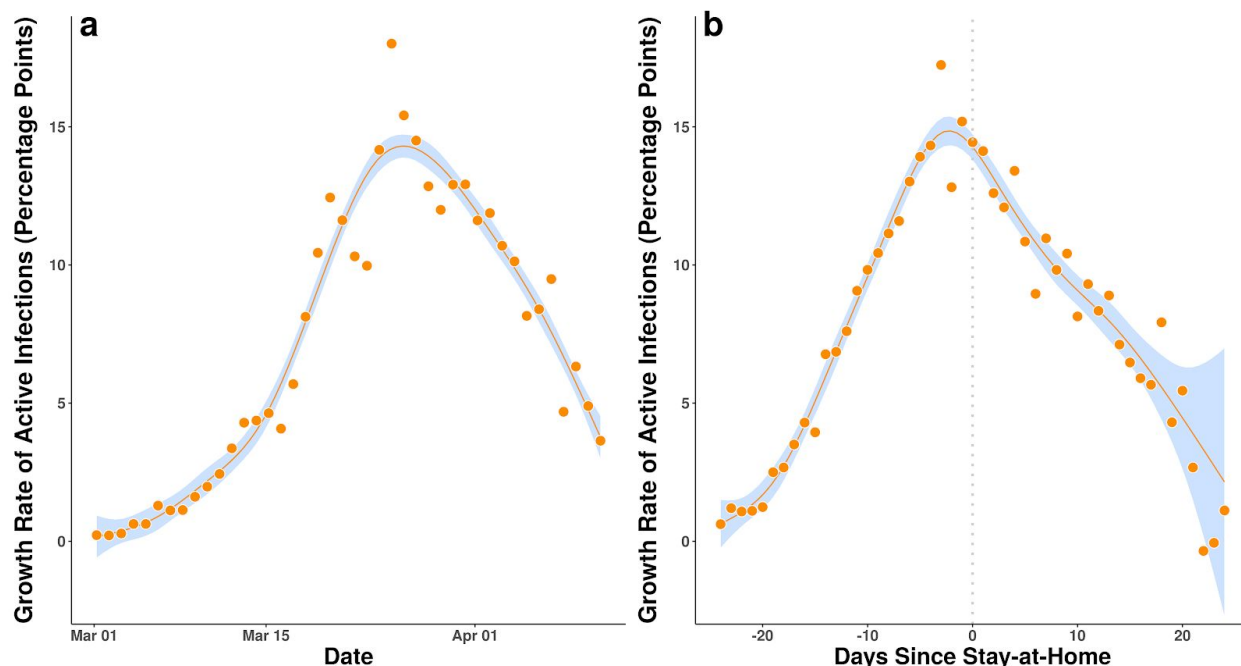 a
Growth Rate of Active Infections (Percentage Points)
15
10
5
0
Mar 01
Mar 15
Apr 01
Date
b
Growth Rate of Active Infections (Percentage Points)
15
10
5
0
-20
-10
0
10
20
Days Since Stay-at-Home